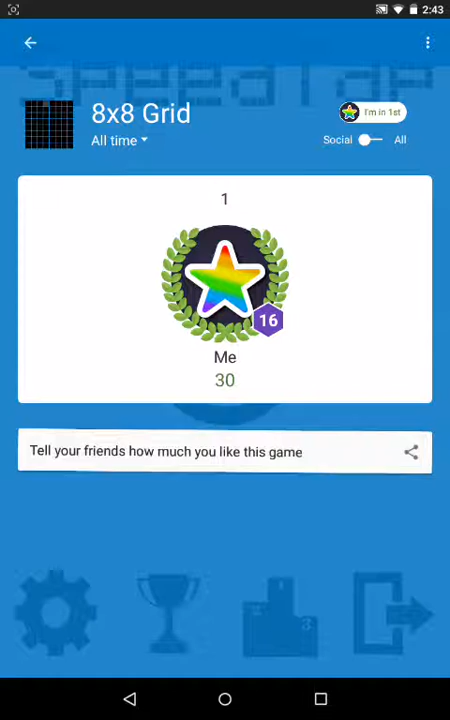 2:43
SpeedTap
8x8 Grid
I'm in 1st
All time
Social
All
1
16
Me
30
Tell your friends how much you like this game